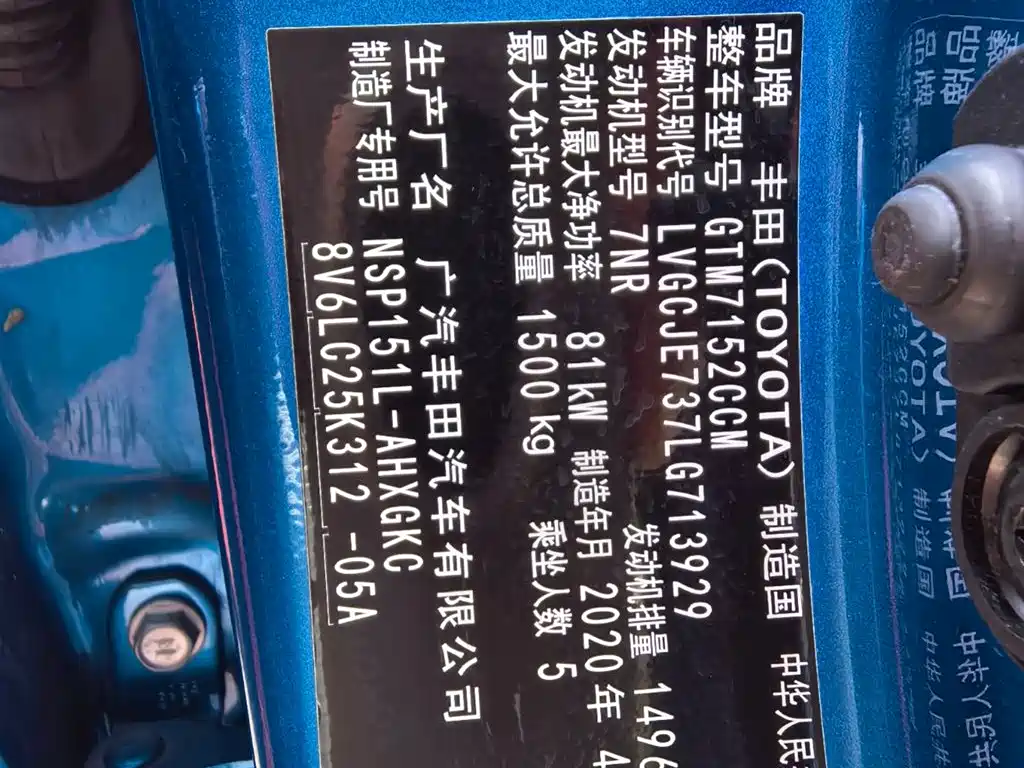 品牌 丰田(TOYOTA) 制造国 中华人民
整车型号 GTM7152CCM
车辆识别代号 LVGCJE737LG713929
发动机型号 7NR 发动机排量 1496
发动机最大净功率 81kW 制造年月 2020年 4
最大允许总质量 1500kg 乘坐人数 5
生产厂名 广汽丰田汽车有限公司
制造厂专用号 NSP151L-AHXGKC
8V6LC25K312 -05A